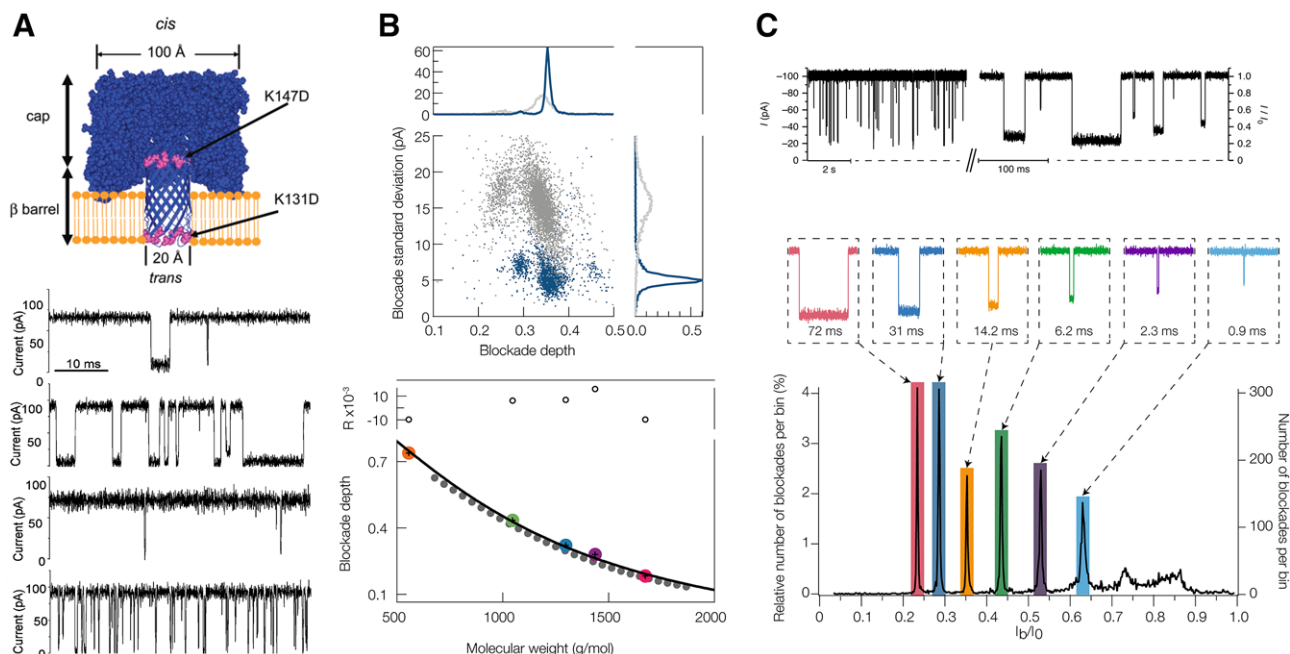 A
cis
100 Å
K147D
cap
β barrel
K131D
20 Å
trans
100
50
0
Current (pA)
10 ms
100
50
Current (pA)
100
50
0
Current (pA)
100
50
0
Current (pA)
B
60
40
20
0
25
20
15
10
5
0
Blocade standard deviation (pA)
0.1 0.2 0.3 0.4 0.5
0.0 0.6
Blockade depth
R x10⁻³
10
-10
Blockade depth
0.7
0.4
0.1
500 1000 1500 2000
Molecular weight (g/mol)
C
I (pA)
-100
-80
-60
-40
-20
0
1.0
0.8
0.6
0.4
0.2
0.0
I / I₀
2 s
100 ms
72 ms
31 ms
14.2 ms
6.2 ms
2.3 ms
0.9 ms
Relative number of blockades per bin (%)
4
3
2
1
0
300
200
100
0
Number of blockades per bin
0 0.1 0.2 0.3 0.4 0.5 0.6 0.7 0.8 0.9 1.0
Ib/I0